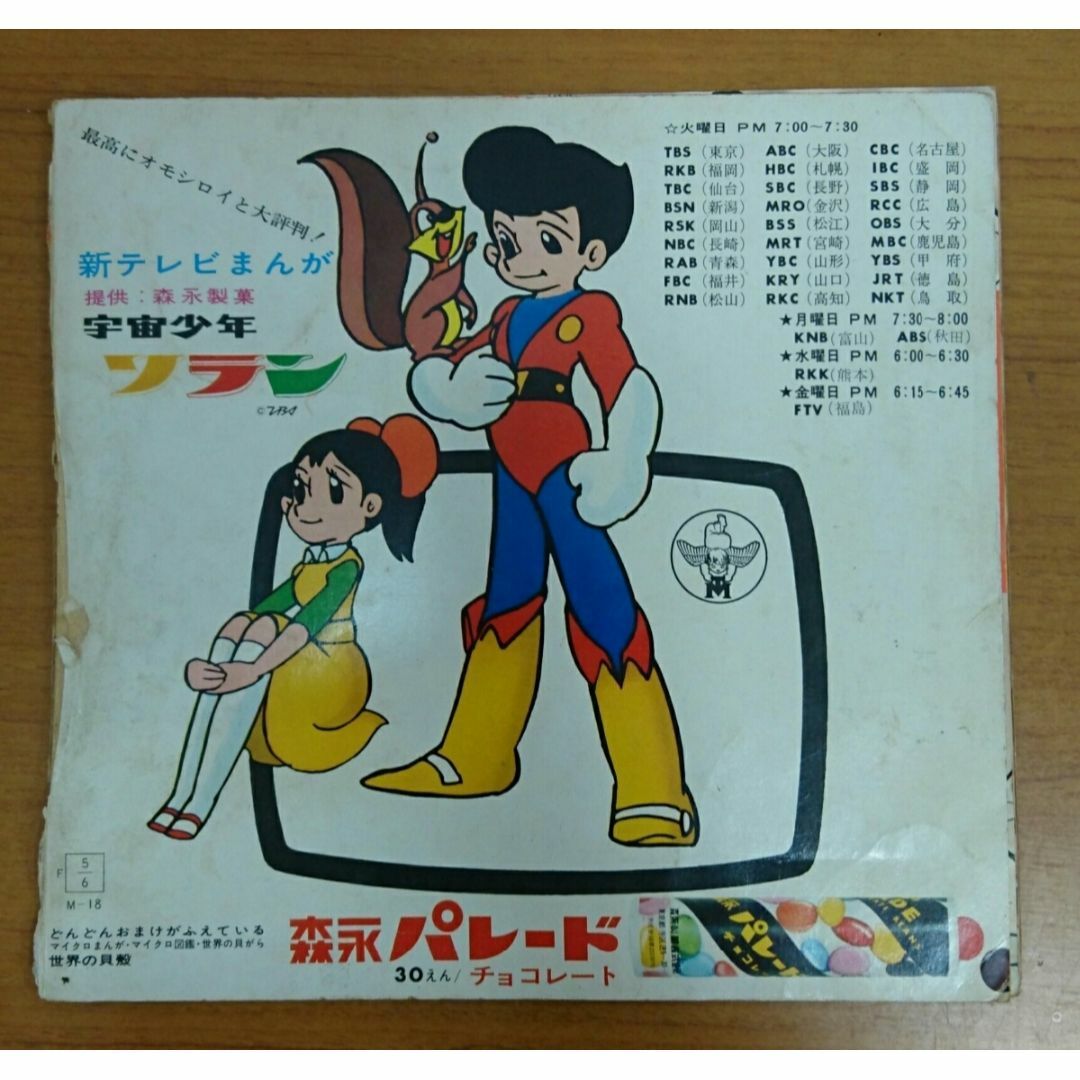 最高にオモシロイと大評判!
新テレビまんが
提供:森永製菓
宇宙少年
ソラン
©TBS
☆火曜日 PM 7:00〜7:30
TBS(東京) ABC(大阪) CBC(名古屋)
RKB(福岡) HBC(札幌) IBC(盛岡)
TBC(仙台) SBC(長野) SBS(静岡)
BSN(新潟) MRO(金沢) RCC(広島)
RSK(岡山) BSS(松江) OBS(大分)
NBC(長崎) MRT(宮崎) MBC(鹿児島)
RAB(青森) YBC(山形) YBS(甲府)
FBC(福井) KRY(山口) JRT(徳島)
RNB(松山) RKC(高知) NKT(鳥取)
★月曜日 PM 7:30〜8:00
KNB(富山) ABS(秋田)
★水曜日 PM 6:00〜6:30
RKK(熊本)
★金曜日 PM 6:15〜6:45
FTV(福島)
M
F 5/6
M-18
どんどんおまけがふえている
マイクロまんが・マイクロ図鑑・世界の貝がら
世界の貝殻
森永パレード
30えん/チョコレート
永パレード
チョコレ